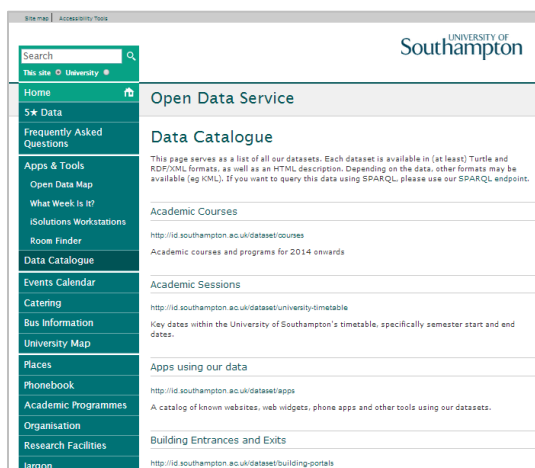 Site map Accessibility Tools
UNIVERSITY OF
Southampton
Search
This site University
Home
5★ Data
Frequently Asked
Questions
Apps & Tools
Open Data Map
What Week Is It?
iSolutions Workstations
Room Finder
Data Catalogue
Events Calendar
Catering
Bus Information
University Map
Places
Phonebook
Academic Programmes
Organisation
Research Facilities
Jargon
Open Data Service
Data Catalogue
This page serves as a list of all our datasets. Each dataset is available in (at least) Turtle and
RDF/XML formats, as well as an HTML description. Depending on the data, other formats may be
available (eg KML). If you want to query this data using SPARQL, please use our SPARQL endpoint.
Academic Courses
http://id.southampton.ac.uk/dataset/courses
Academic courses and programs for 2014 onwards
Academic Sessions
http://id.southampton.ac.uk/dataset/university-timetable
Key dates within the University of Southampton's timetable, specifically semester start and end
dates.
Apps using our data
http://id.southampton.ac.uk/dataset/apps
A catalog of known websites, web widgets, phone apps and other tools using our datasets.
Building Entrances and Exits
http://id.southampton.ac.uk/dataset/building-portals